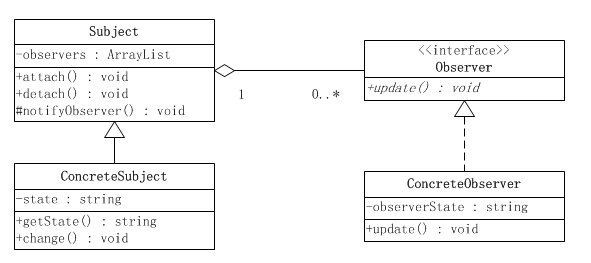 Subject
-observers : ArrayList
+attach() : void
+detach() : void
#notifyObserver() : void
1
0..*
<<interface>>
Observer
+update() : void
ConcreteSubject
-state : string
+getState() : string
+change() : void
ConcreteObserver
-observerState : string
+update() : void